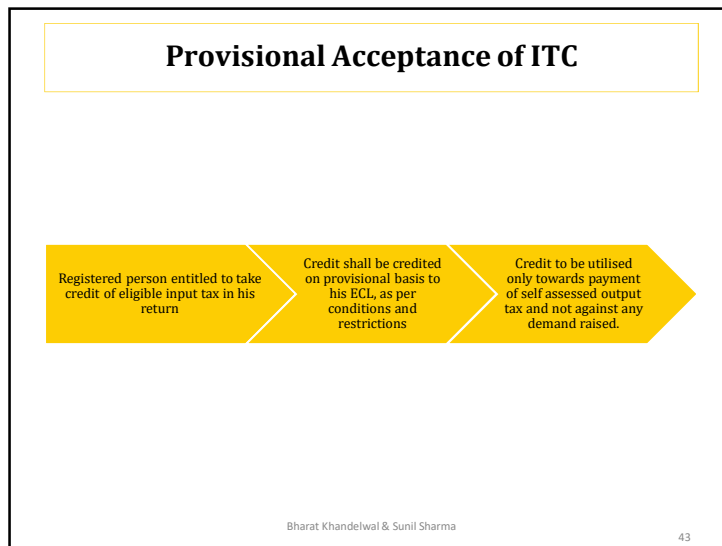 Provisional Acceptance of ITC
Registered person entitled to take
credit of eligible input tax in his
return
Credit shall be credited
on provisional basis to
his ECL, as per
conditions and
restrictions
Credit to be utilised
only towards payment
of self assessed output
tax and not against any
demand raised.
Bharat Khandelwal & Sunil Sharma
43